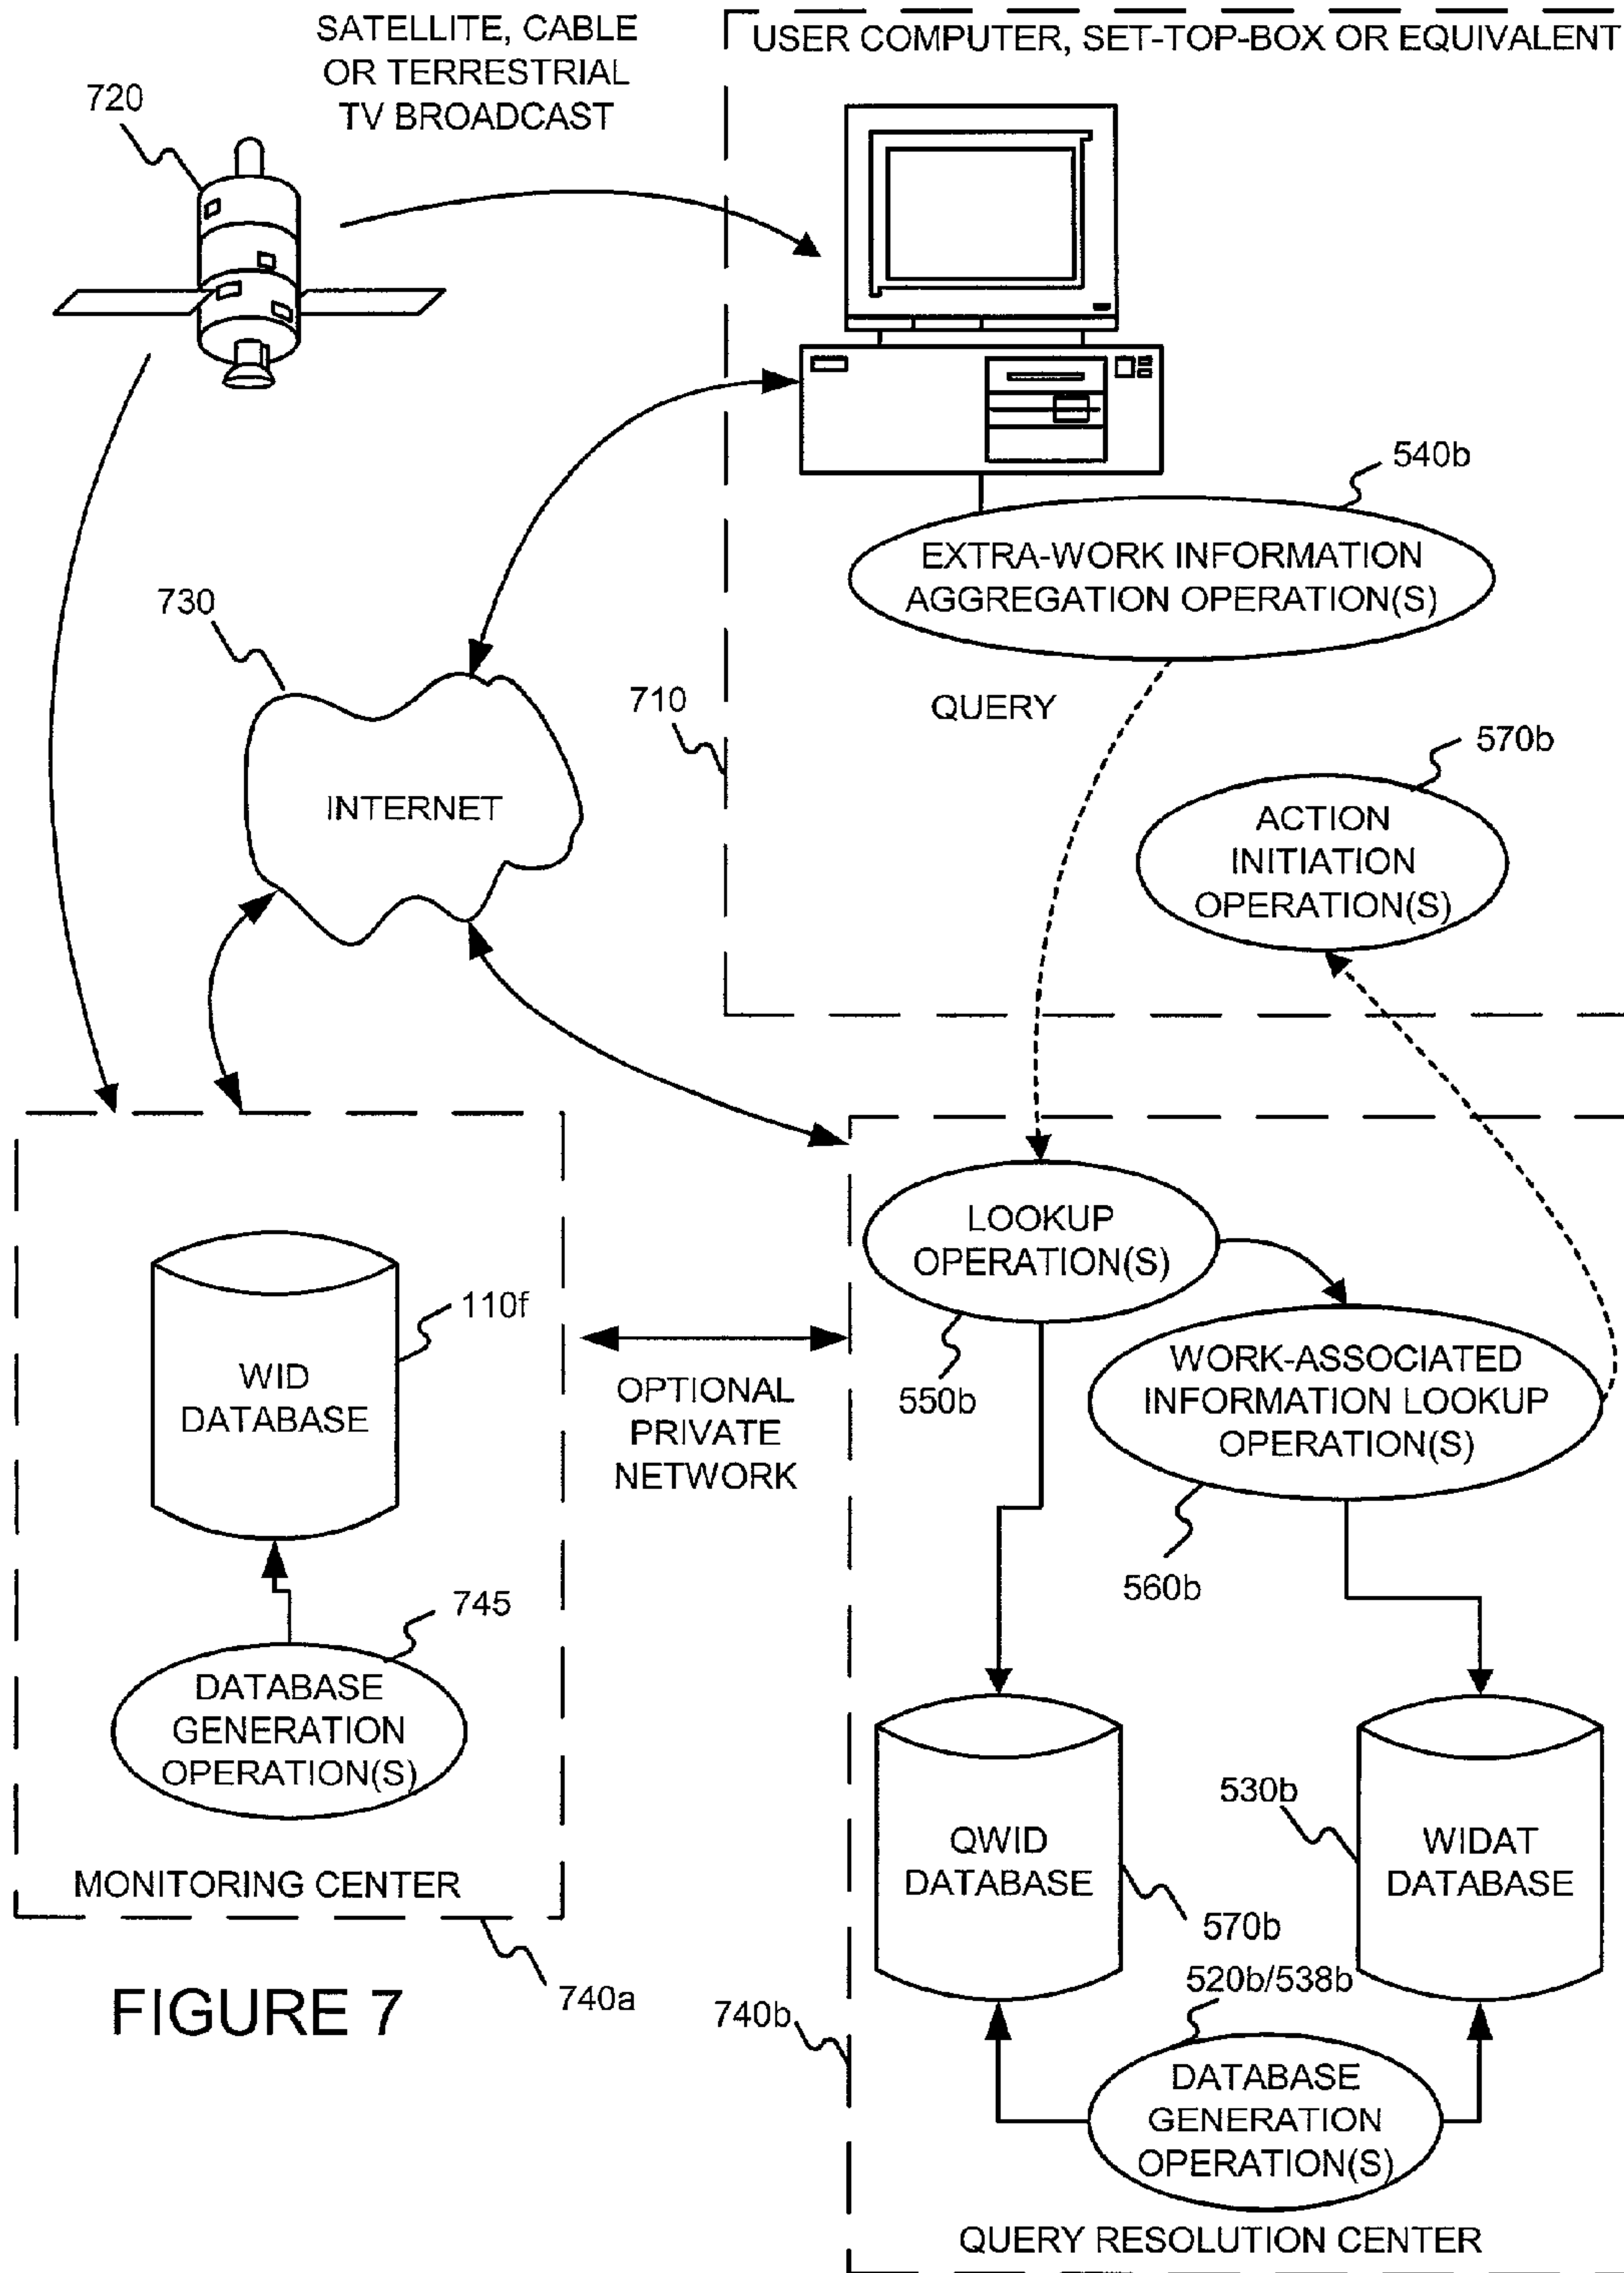 SATELLITE, CABLE
OR TERRESTRIAL
TV BROADCAST
720
USER COMPUTER, SET-TOP-BOX OR EQUIVALENT
540b
EXTRA-WORK INFORMATION
AGGREGATION OPERATION(S)
730
710
QUERY
570b
INTERNET
ACTION
INITIATION
OPERATION(S)
LOOKUP
OPERATION(S)
110f
WID
DATABASE
OPTIONAL
PRIVATE
NETWORK
550b
WORK-ASSOCIATED
INFORMATION LOOKUP
OPERATION(S)
560b
745
DATABASE
GENERATION
OPERATION(S)
MONITORING CENTER
740a
530b
QWID
DATABASE
WIDAT
DATABASE
570b
520b/538b
740b
DATABASE
GENERATION
OPERATION(S)
QUERY RESOLUTION CENTER
FIGURE 7